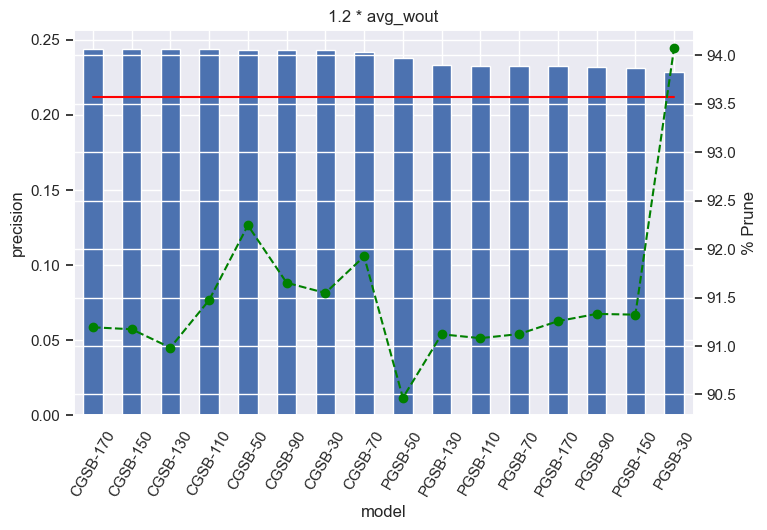 1.2 * avg_wout
precision
0.25
0.20
0.15
0.10
0.05
0.00
94.0
93.5
93.0
92.5
92.0
91.5
91.0
90.5
% Prune
CGSB-170
CGSB-150
CGSB-130
CGSB-110
CGSB-50
CGSB-90
CGSB-30
CGSB-70
PGSB-50
PGSB-130
PGSB-110
PGSB-70
PGSB-170
PGSB-90
PGSB-150
PGSB-30
model